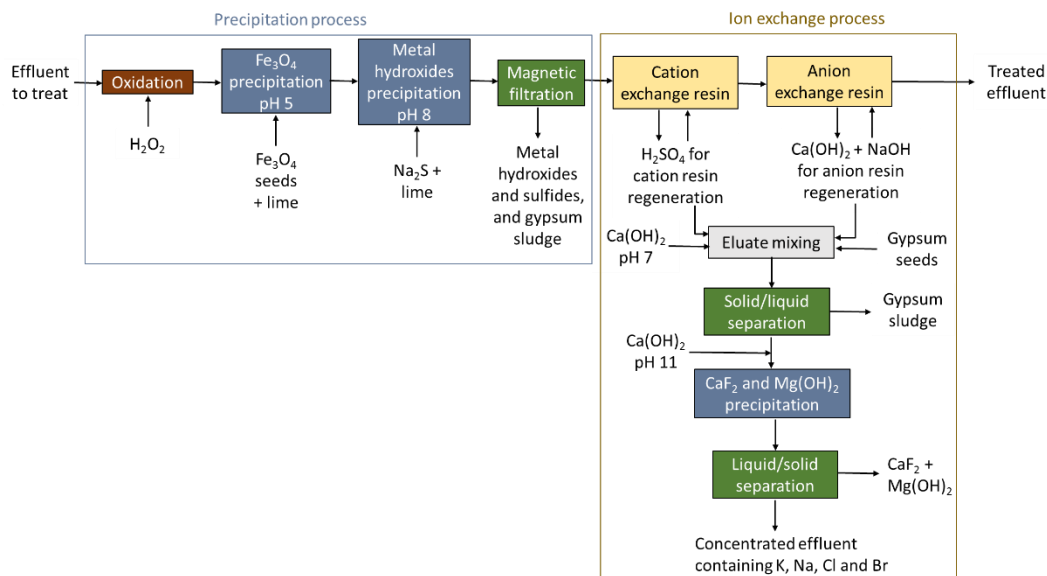 Precipitation process
Ion exchange process
Effluent
to treat
Oxidation
H₂O₂
Fe₃O₄
precipitation
pH 5
Fe₃O₄
seeds
+ lime
Metal
hydroxides
precipitation
pH 8
Na₂S +
lime
Magnetic
filtration
Metal
hydroxides
and sulfides,
and gypsum
sludge
Cation
exchange resin
Anion
exchange resin
Treated
effluent
H₂SO₄ for
cation resin
regeneration
Ca(OH)₂ + NaOH
for anion resin
regeneration
Ca(OH)₂
pH 7
Eluate mixing
Gypsum
seeds
Solid/liquid
separation
Gypsum
sludge
Ca(OH)₂
pH 11
CaF₂ and Mg(OH)₂
precipitation
Liquid/solid
separation
CaF₂ +
Mg(OH)₂
Concentrated effluent
containing K, Na, Cl and Br